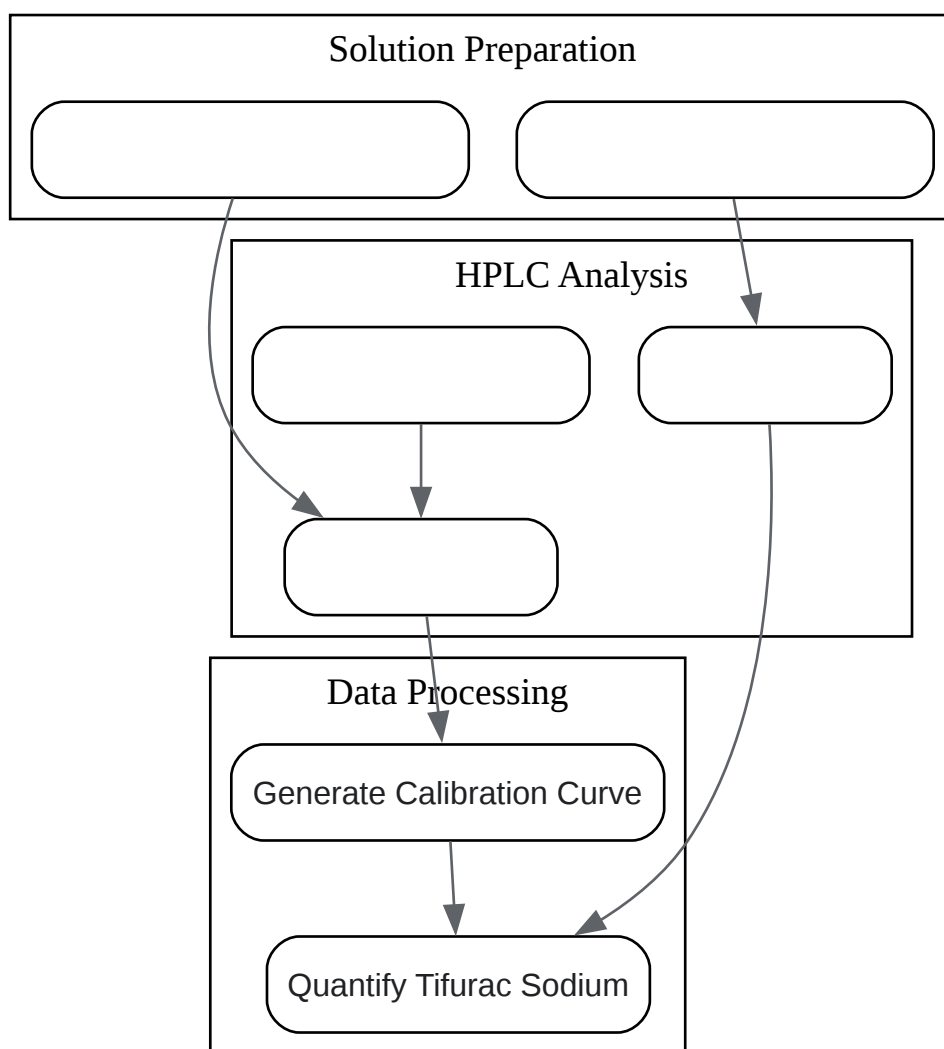 Solution Preparation
HPLC Analysis
Data Processing
Generate Calibration Curve
Quantify Tifurac Sodium